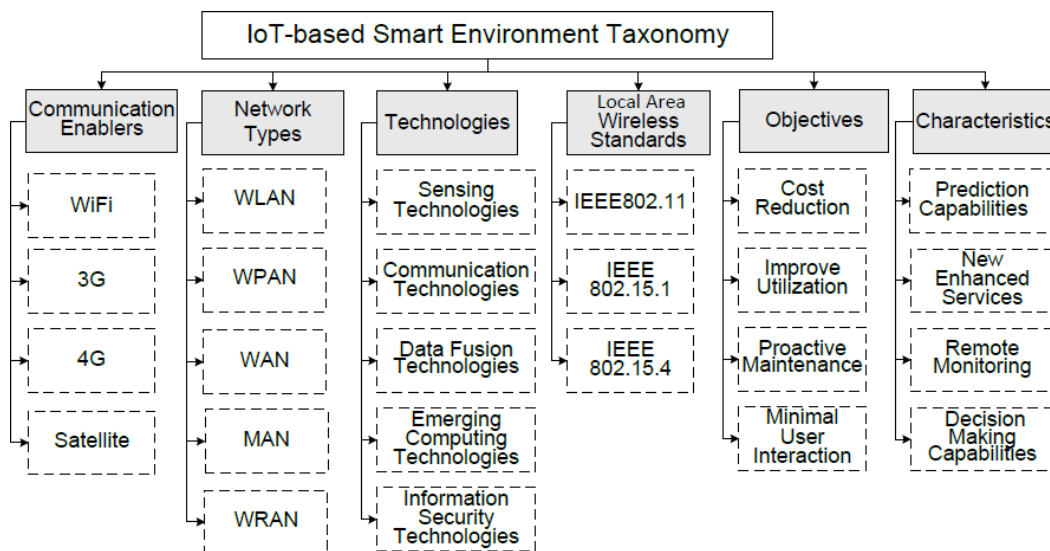 IoT-based Smart Environment Taxonomy
Communication
Enablers
WiFi
3G
4G
Satellite
Network
Types
WLAN
WPAN
WAN
MAN
WRAN
Technologies
Sensing
Technologies
Communication
Technologies
Data Fusion
Technologies
Emerging
Computing
Technologies
Information
Security
Technologies
Local Area
Wireless
Standards
IEEE802.11
IEEE
802.15.1
IEEE
802.15.4
Objectives
Cost
Reduction
Improve
Utilization
Proactive
Maintenance
Minimal
User
Interaction
Characteristics
Prediction
Capabilities
New
Enhanced
Services
Remote
Monitoring
Decision
Making
Capabilities